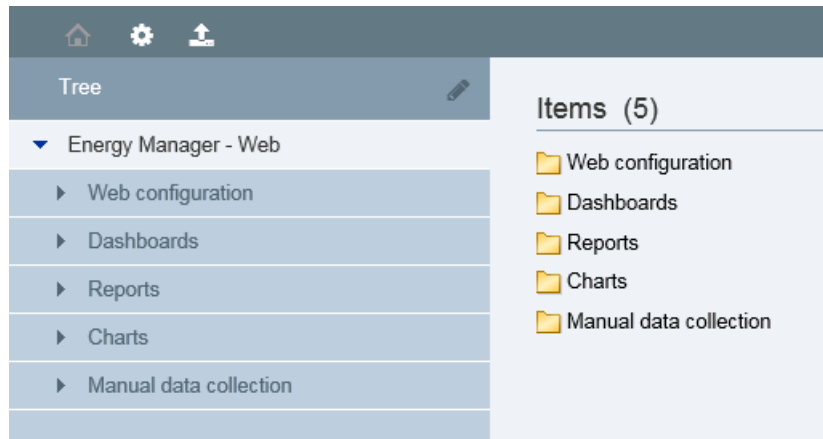 Tree
Energy Manager - Web
Web configuration
Dashboards
Reports
Charts
Manual data collection
Items (5)
Web configuration
Dashboards
Reports
Charts
Manual data collection